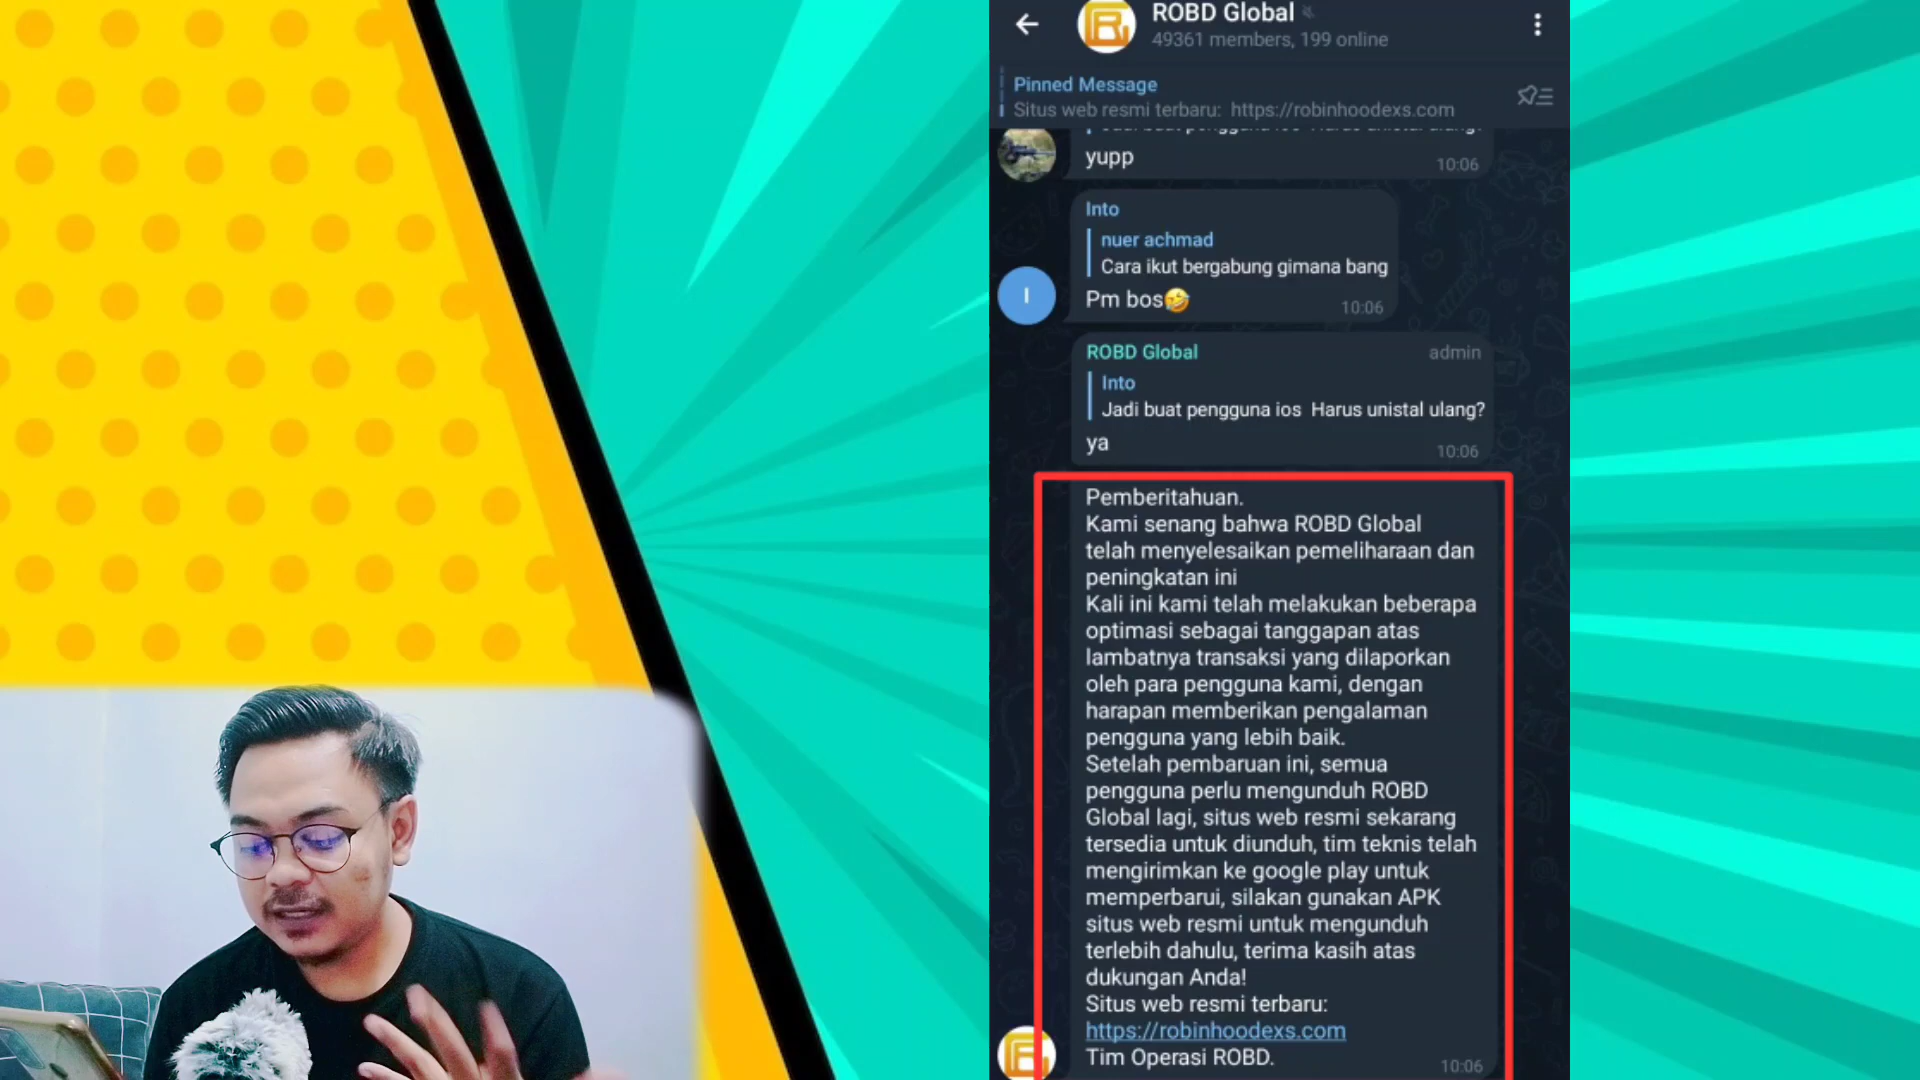 ROBD Global
49361 members, 199 online
Pinned Message
Situs web resmi terbaru: https://robinhoodexs.com
yupp
10:06
Into
nuer achmad
Cara ikut bergabung gimana bang
I
Pm bos🤣
10:06
ROBD Global admin
Into
Jadi buat pengguna ios Harus unistal ulang?
ya
10:06
Pemberitahuan.
Kami senang bahwa ROBD Global
telah menyelesaikan pemeliharaan dan
peningkatan ini
Kali ini kami telah melakukan beberapa
optimasi sebagai tanggapan atas
lambatnya transaksi yang dilaporkan
oleh para pengguna kami, dengan
harapan memberikan pengalaman
pengguna yang lebih baik.
Setelah pembaruan ini, semua
pengguna perlu mengunduh ROBD
Global lagi, situs web resmi sekarang
tersedia untuk diunduh, tim teknis telah
mengirimkan ke google play untuk
memperbarui, silakan gunakan APK
situs web resmi untuk mengunduh
terlebih dahulu, terima kasih atas
dukungan Anda!
Situs web resmi terbaru:
https://robinhoodexs.com
Tim Operasi ROBD.
10:06